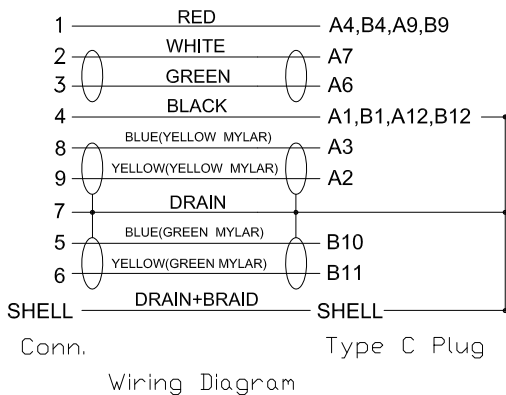 1 RED A4,B4,A9,B9
2 WHITE A7
3 GREEN A6
4 BLACK A1,B1,A12,B12
8 BLUE(YELLOW MYLAR) A3
9 YELLOW(YELLOW MYLAR) A2
7 DRAIN
5 BLUE(GREEN MYLAR) B10
6 YELLOW(GREEN MYLAR) B11
SHELL DRAIN+BRAID SHELL
Conn. Type C Plug
Wiring Diagram